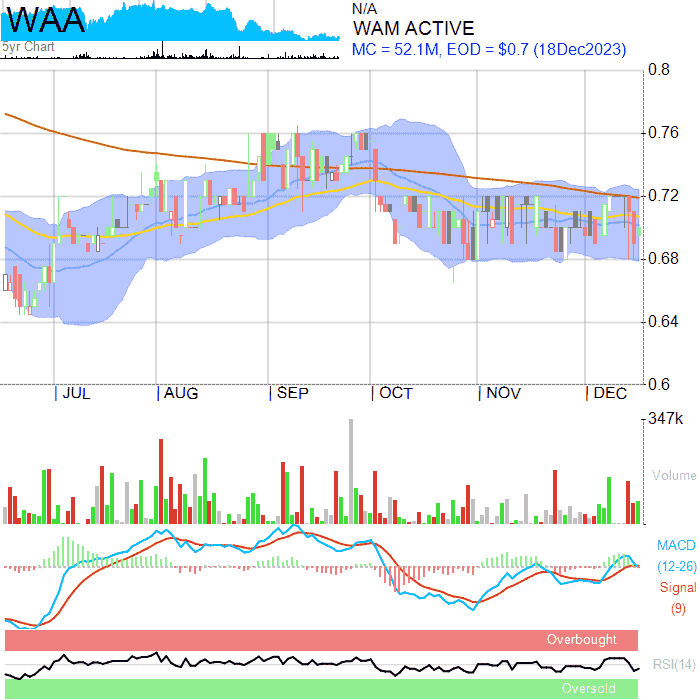 WAA
5yr Chart
N/A
WAM ACTIVE
MC = 52.1M, EOD = $0.7 (18Dec2023)
0.8
0.76
0.72
0.68
0.64
0.6
JUL
AUG
SEP
OCT
NOV
DEC
347k
Volume
MACD
(12-26)
Signal
(9)
Overbought
RSI(14)
Oversold